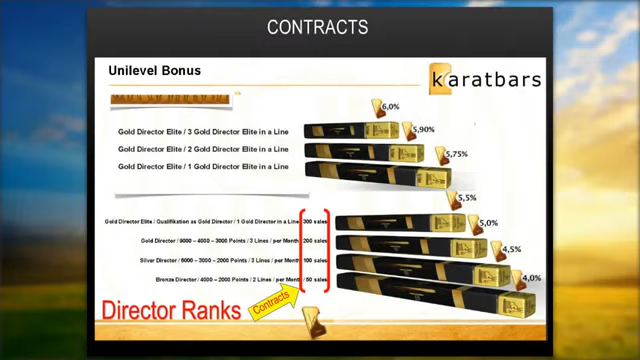 CONTRACTS
Unilevel Bonus
karatbars
6,0%
Gold Director Elite / 3 Gold Director Elite in a Line
5,90%
Gold Director Elite / 2 Gold Director Elite in a Line
5,75%
Gold Director Elite / 1 Gold Director Elite in a Line
5,5%
Gold Director Elite / Qualifikation as Gold Director / 1 Gold Director in a Line 300 sales
5,0%
Gold Director / 8000 – 4000 – 3000 Points / 3 Lines / per Month 200 sales
4,5%
Silver Director / 6000 – 3000 – 2000 Points / 3 Lines / per Month 100 sales
4,0%
Bronze Director / 4000 – 2000 Points / 2 Lines / per Month / 50 sales
Director Ranks
Contracts